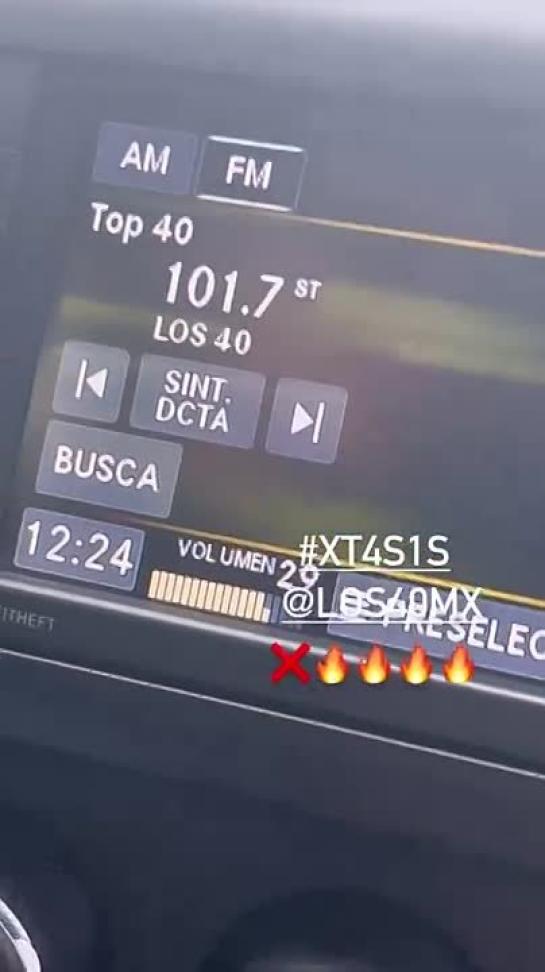 AM
FM
Top 40
101.7 ST
LOS 40
SINT.
DCTA
BUSCA
12:24
VOLUMEN 29
#XT4S1S
@LOS40MX
PRESELEC
❌🔥🔥🔥🔥
THEFT